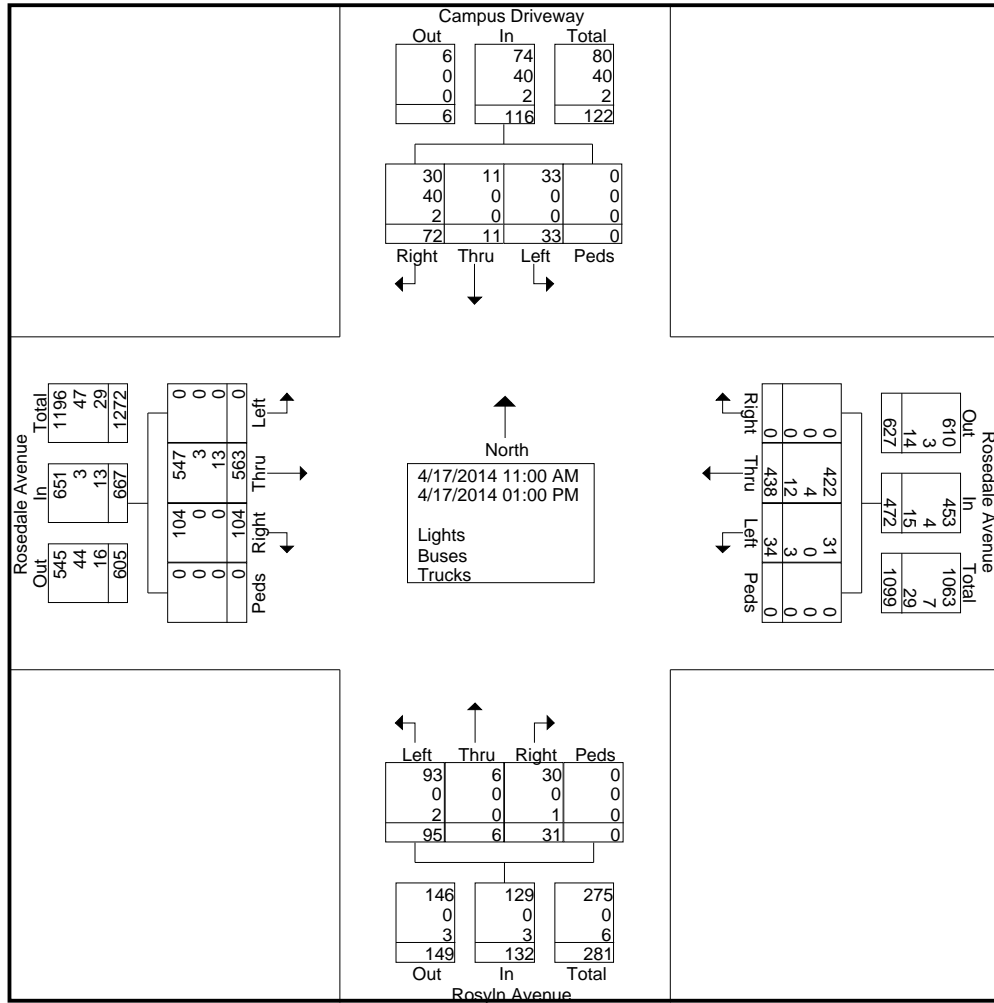 Campus Driveway
Out In Total
6 74 80
0 40 40
0 2 2
6 116 122
30 11 33 0
40 0 0 0
2 0 0 0
72 11 33 0
Right Thru Left Peds
Rosedale Avenue
Total
1196
47
29
1272
In
651
3
13
667
Out
545
44
16
605
0
0
0
0
Left
547
3
13
563
Thru
104
0
0
104
Right
0
0
0
0
Peds
North
4/17/2014 11:00 AM
4/17/2014 01:00 PM
Lights
Buses
Trucks
Right
0
0
0
0
Thru
422
4
12
438
Left
31
0
3
34
Peds
0
0
0
0
Rosedale Avenue
Out
610
3
14
627
In
453
4
15
472
Total
1063
7
29
1099
Left Thru Right Peds
93 6 30 0
0 0 0 0
2 0 1 0
95 6 31 0
146 129 275
0 0 0
3 3 6
149 132 281
Out In Total
Rosyln Avenue